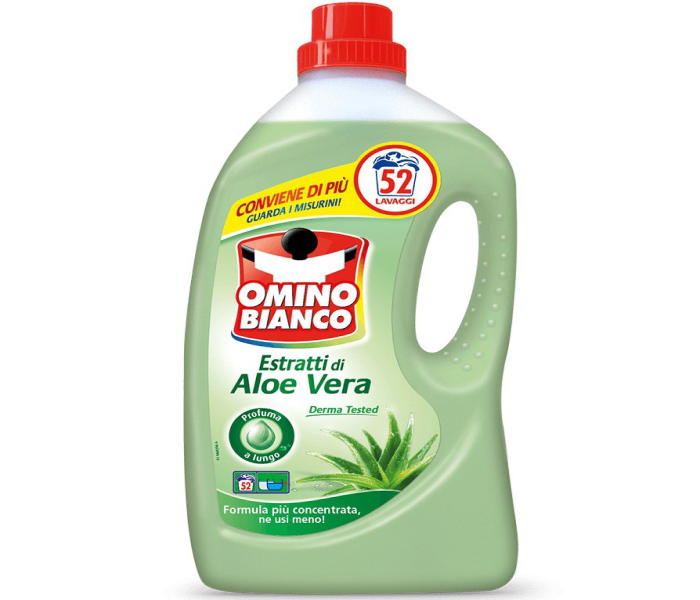 CONVIENE DI PIÙ
GUARDA I MISURINI!
52
LAVAGGI
OMINO
BIANCO
Estratti di
Aloe Vera
Derma Tested
Profuma
a lungo
52
Formula più concentrata,
ne usi meno!